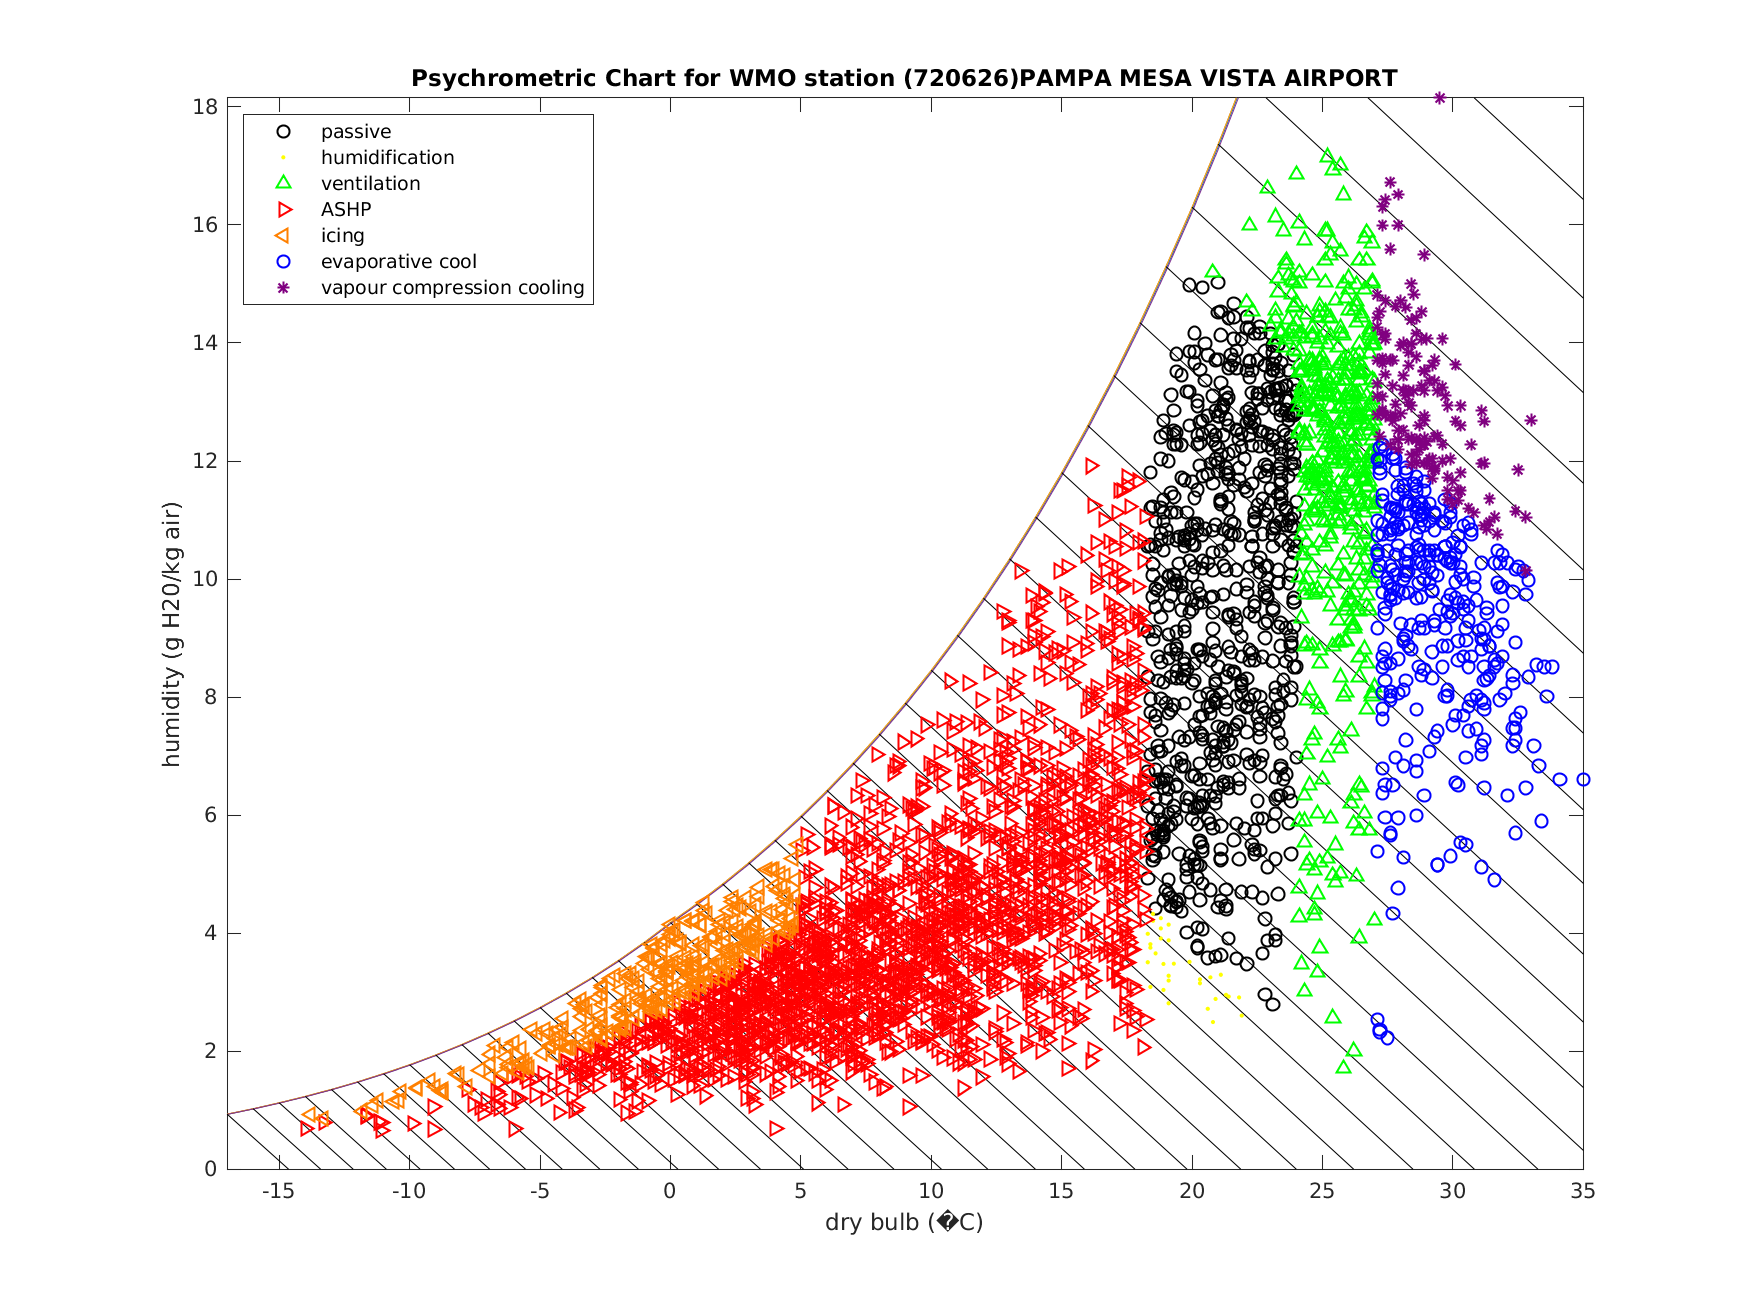 Psychrometric Chart for WMO station (720626)PAMPA MESA VISTA AIRPORT
passive
humidification
ventilation
ASHP
icing
evaporative cool
vapour compression cooling
humidity (g H20/kg air)
18
16
14
12
10
8
6
4
2
0
-15 -10 -5 0 5 10 15 20 25 30 35
dry bulb (�C)